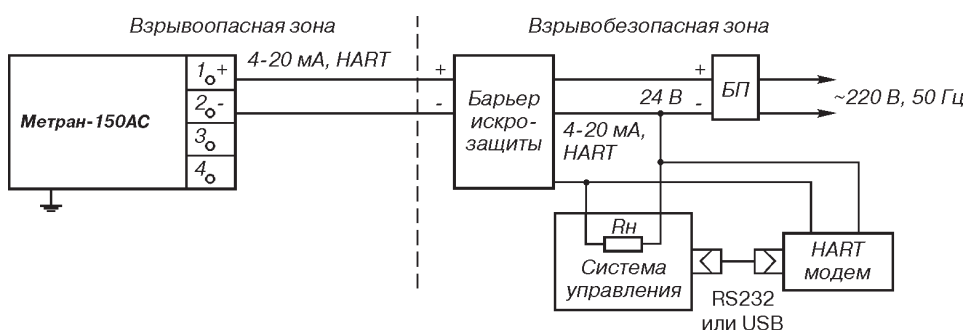 Взрывоопасная зона
Взрывобезопасная зона
Метран-150АС
1 +
2 -
3
4
4-20 мА, HART
+
-
Барьер
искро-
защиты
+
24 В -
БП
~220 В, 50 Гц
4-20 мА,
HART
Rн
Система
управления
HART
модем
RS232
или USB